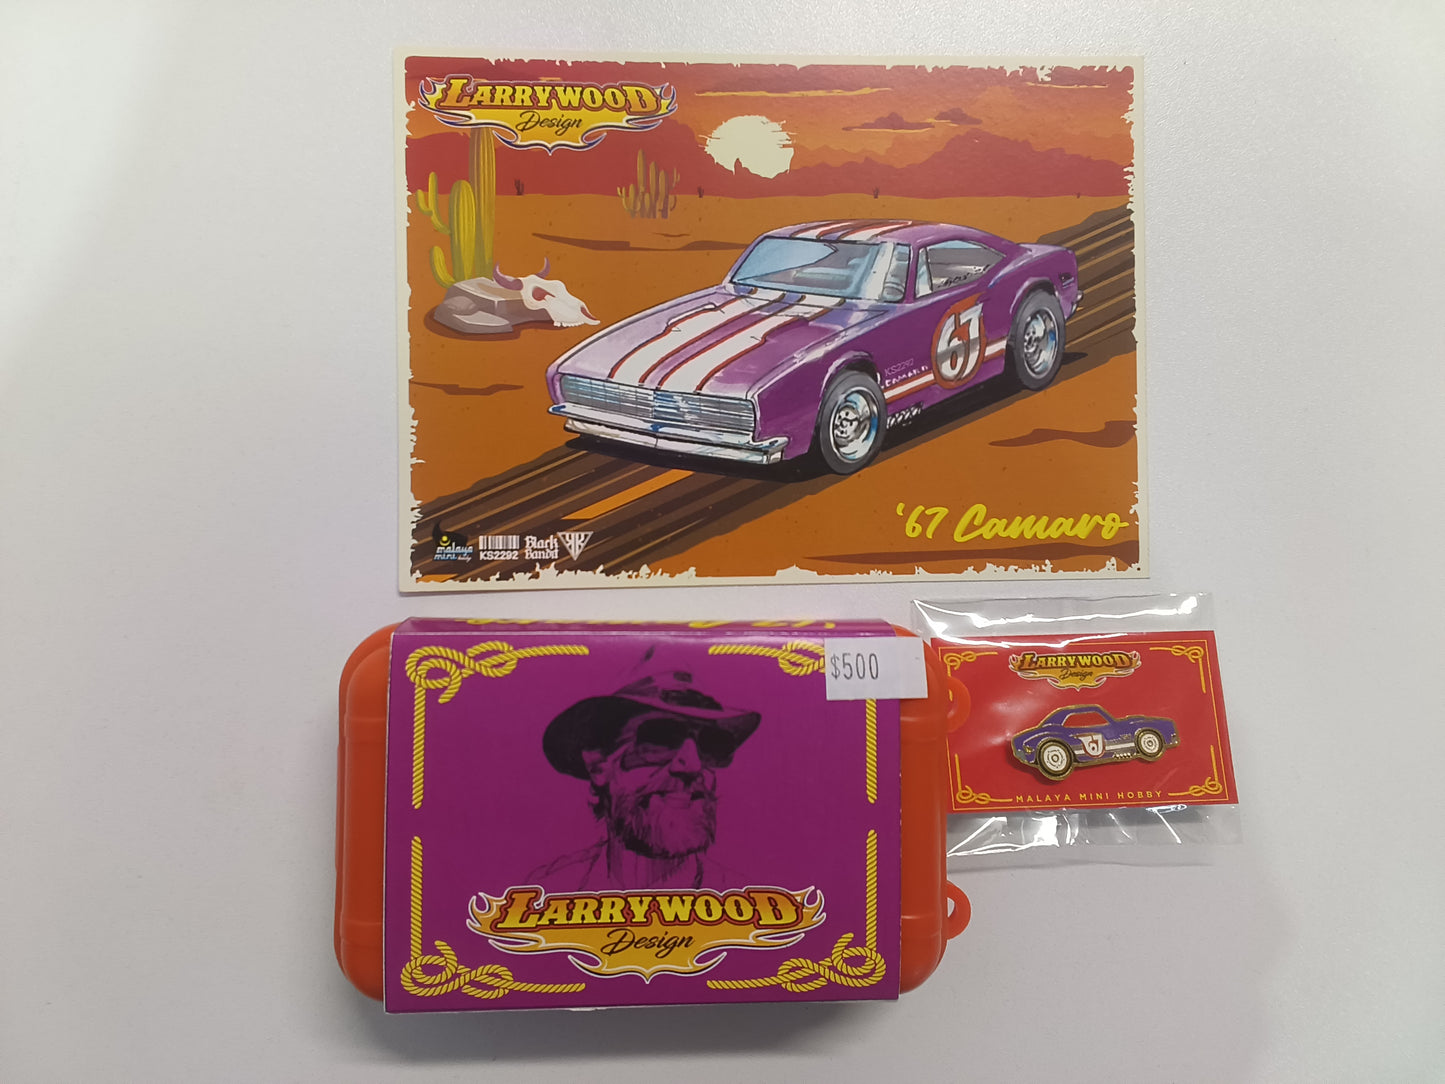 LARRYWOOD
Design
67
KS2292
'67 Camaro
malaya
mini
KS2292
Black
Bandit
'67 Camaro
$500
LARRYWOOD
Design
LARRYWOOD
Design
67
MALAYA MINI HOBBY